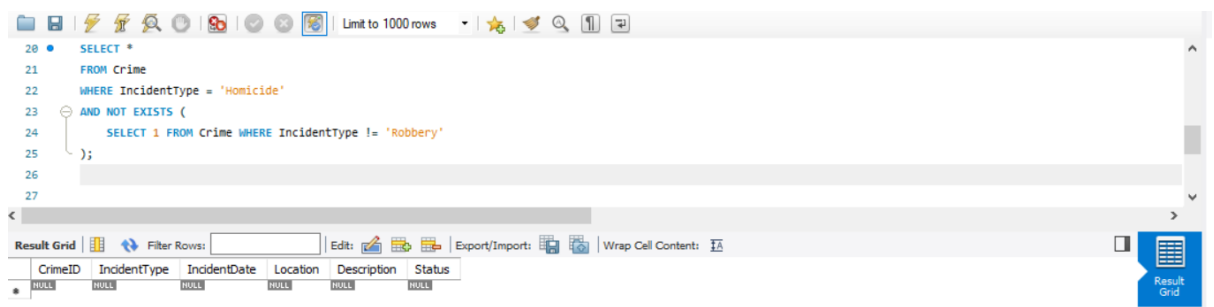 Limit to 1000 rows
20 SELECT *
21 FROM Crime
22 WHERE IncidentType = 'Homicide'
23 AND NOT EXISTS (
24 SELECT 1 FROM Crime WHERE IncidentType != 'Robbery'
25 );
26
27
Result Grid Filter Rows: Edit: Export/Import: Wrap Cell Content: IA
CrimeID IncidentType IncidentDate Location Description Status
NULL NULL NULL NULL NULL NULL
Result
Grid